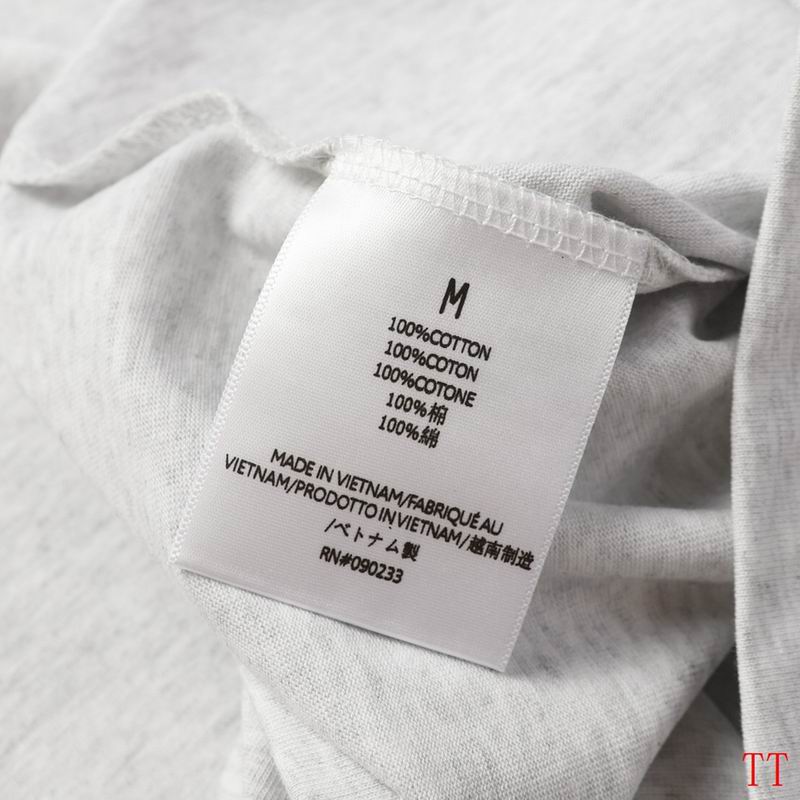 M
100%COTTON
100%COTON
100%COTONE
100%棉
100%綿
MADE IN VIETNAM/FABRIQUÉ AU
VIETNAM/PRODOTTO IN VIETNAM/越南制造
/ベトナム製
RN#090233
TT